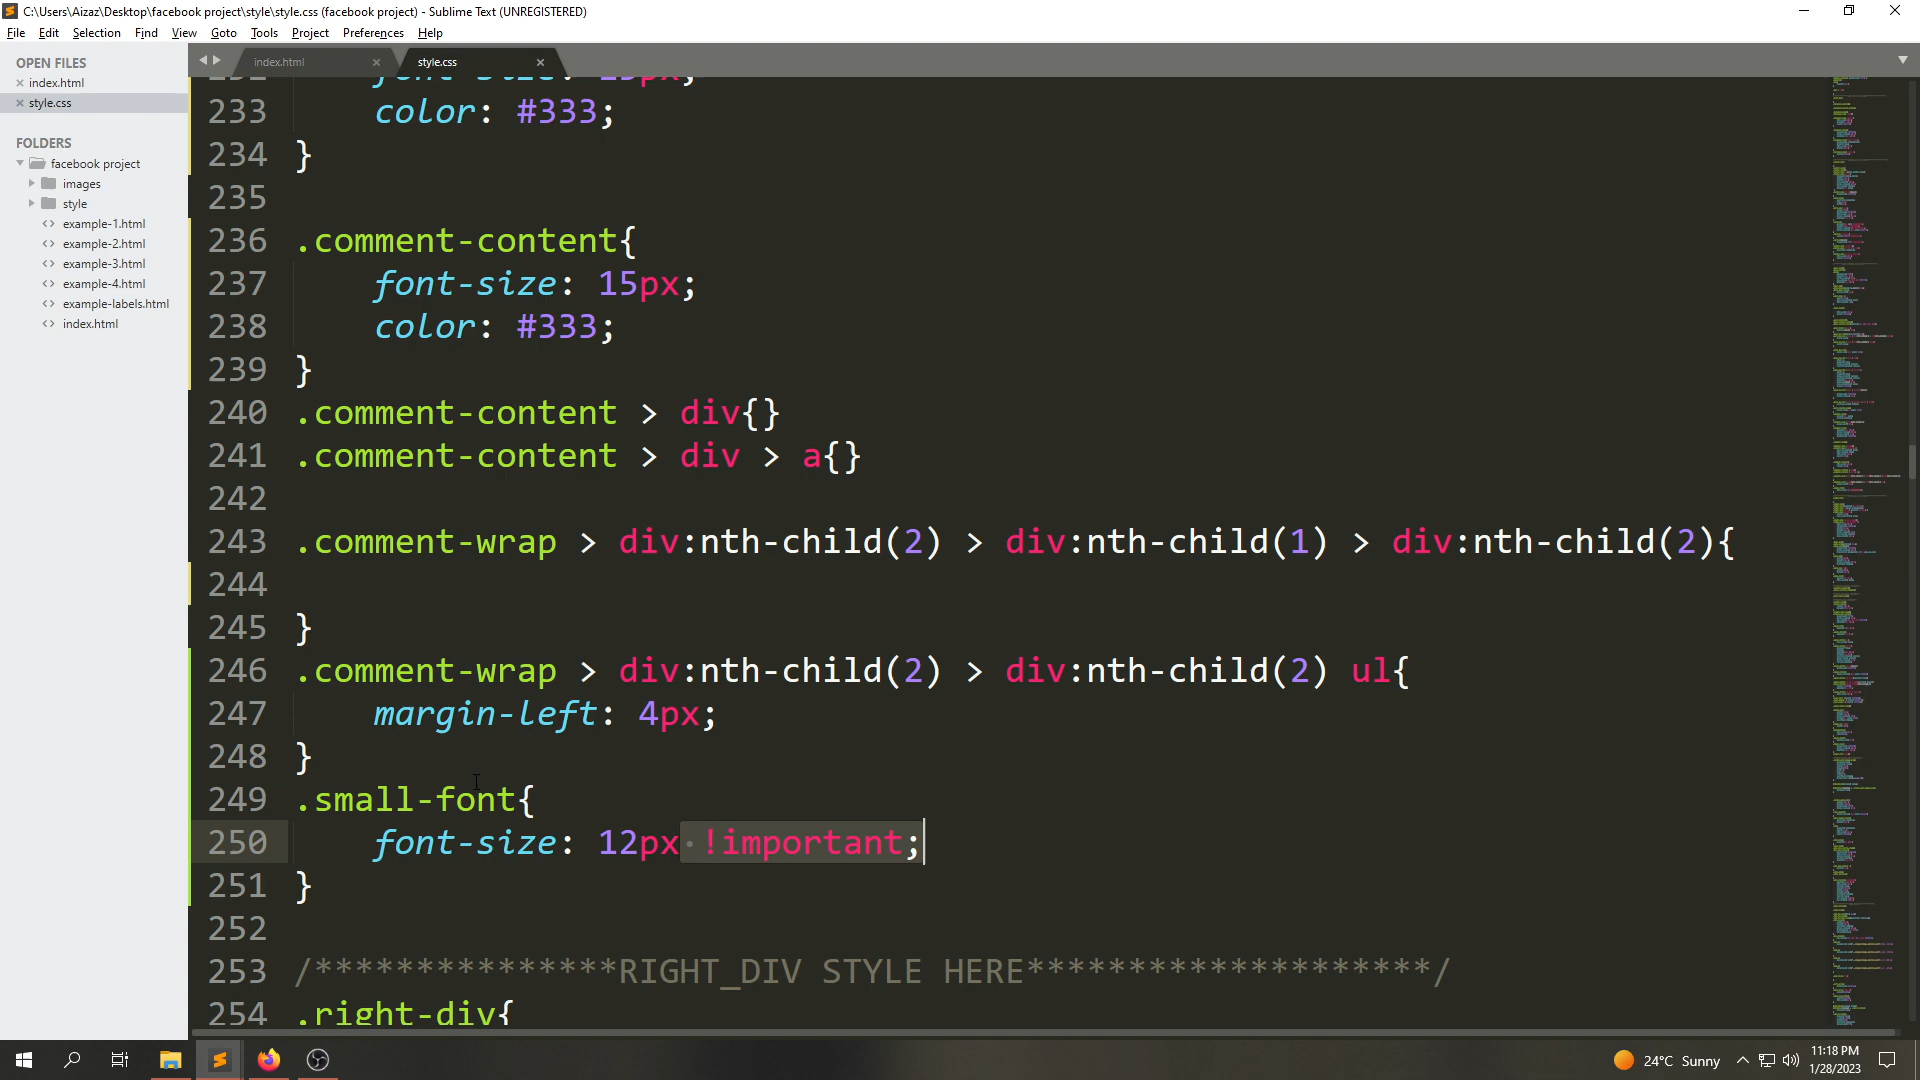 C:\Users\Aizaz\Desktop\facebook project\style\style.css (facebook project) - Sublime Text (UNREGISTERED)
File Edit Selection Find View Goto Tools Project Preferences Help
OPEN FILES
index.html
style.css
FOLDERS
facebook project
images
style
example-1.html
example-2.html
example-3.html
example-4.html
example-labels.html
index.html
index.html
style.css
233 color: #333;
234 }
235
236 .comment-content{
237 font-size: 15px;
238 color: #333;
239 }
240 .comment-content > div{}
241 .comment-content > div > a{}
242
243 .comment-wrap > div:nth-child(2) > div:nth-child(1) > div:nth-child(2){
244
245 }
246 .comment-wrap > div:nth-child(2) > div:nth-child(2) ul{
247 margin-left: 4px;
248 }
249 .small-font{
250 font-size: 12px !important;
251 }
252
253 /***************RIGHT_DIV STYLE HERE********************/
254 .right-div{
24°C Sunny
11:18 PM
1/28/2023